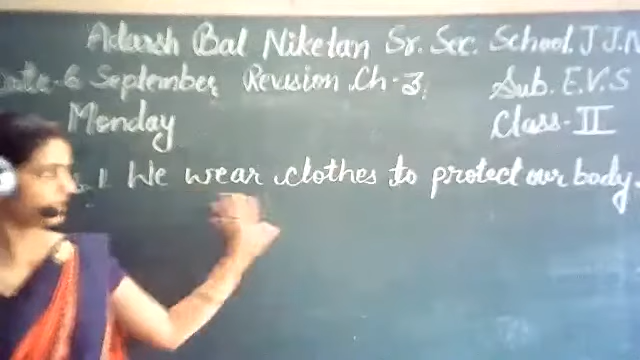 Adarsh Bal Niketan Sr. Sec. School. J J N
Date-6 September Revision Ch-3. Sub. E.V.S
Monday Class-II
1. We wear clothes to protect our body.